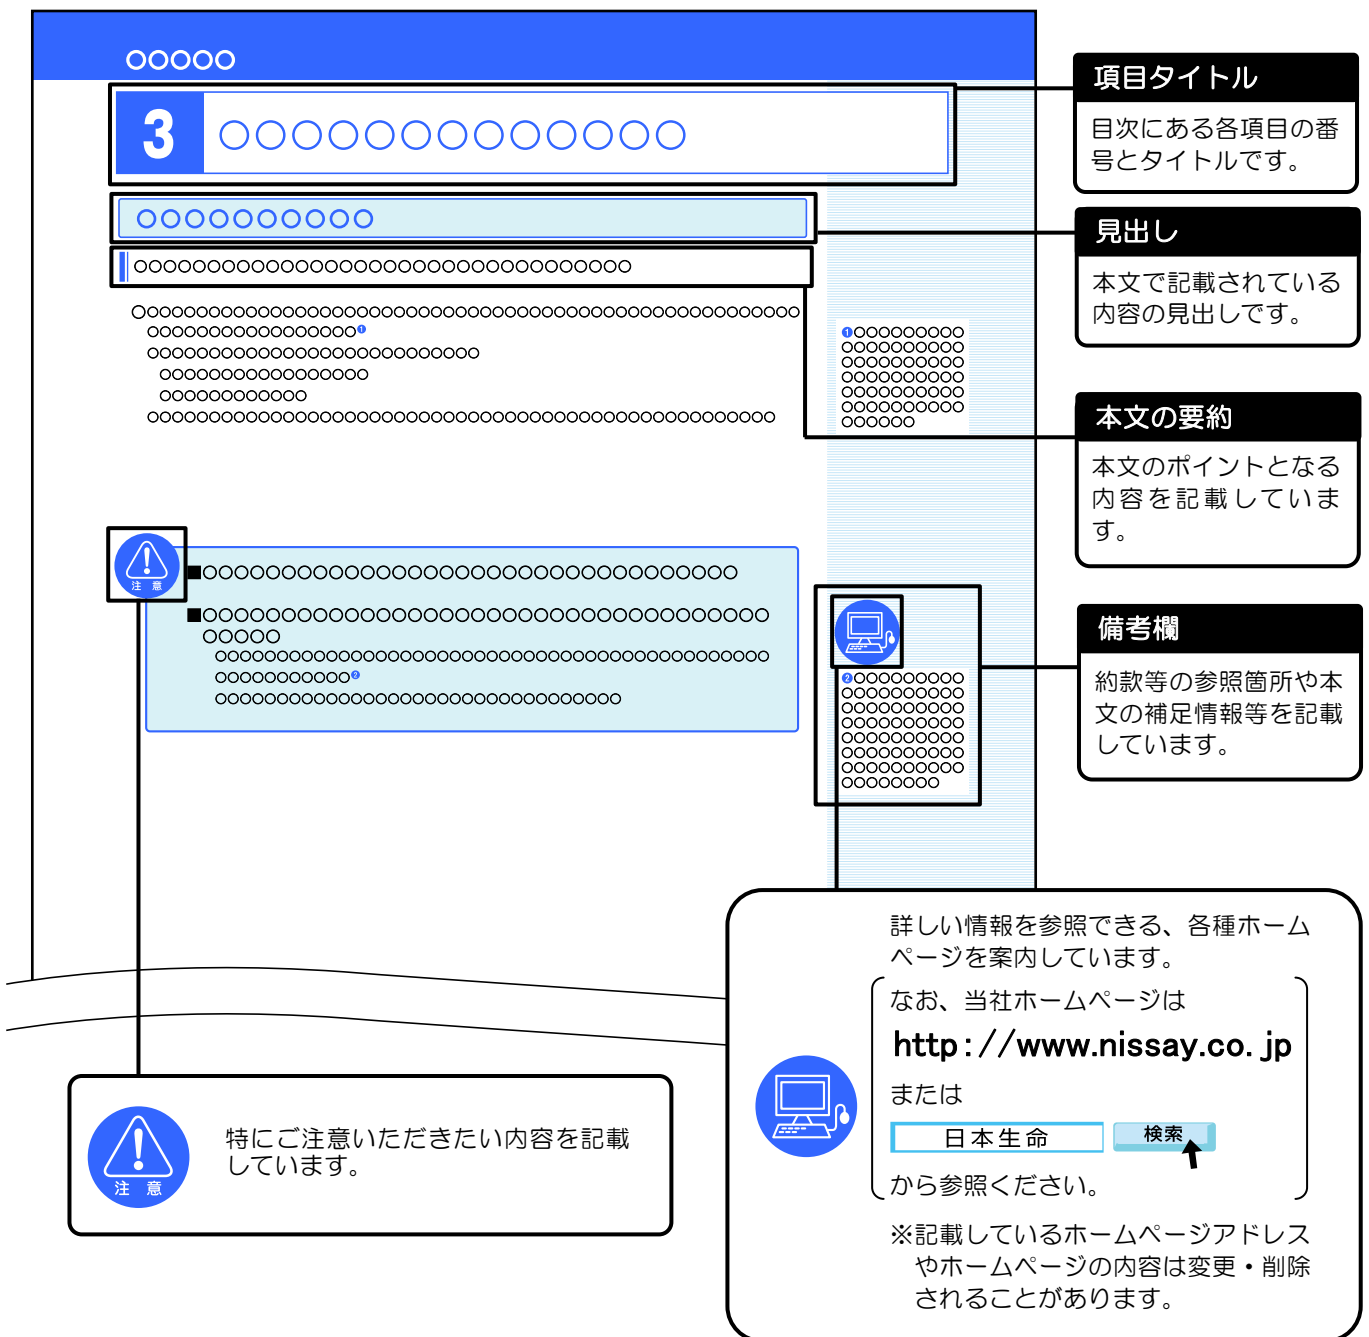 ○○○○○
3 ○○○○○○○○○○○○○
○○○○○○○○○○
○○○○○○○○○○○○○○○○○○○○○○○○○○○○○○○○○○
項目タイトル
目次にある各項目の番
号とタイトルです。
見出し
本文で記載されている
内容の見出しです。
本文の要約
本文のポイントとなる
内容を記載していま
す。
注 意
備考欄
約款等の参照箇所や本
文の補足情報等を記載
しています。
注 意
特にご注意いただきたい内容を記載
しています。
詳しい情報を参照できる、各種ホーム
ページを案内しています。
なお、当社ホームページは
http://www.nissay.co.jp
または
日本生命 検索
から参照ください。
※記載しているホームページアドレス
やホームページの内容は変更・削除
されることがあります。